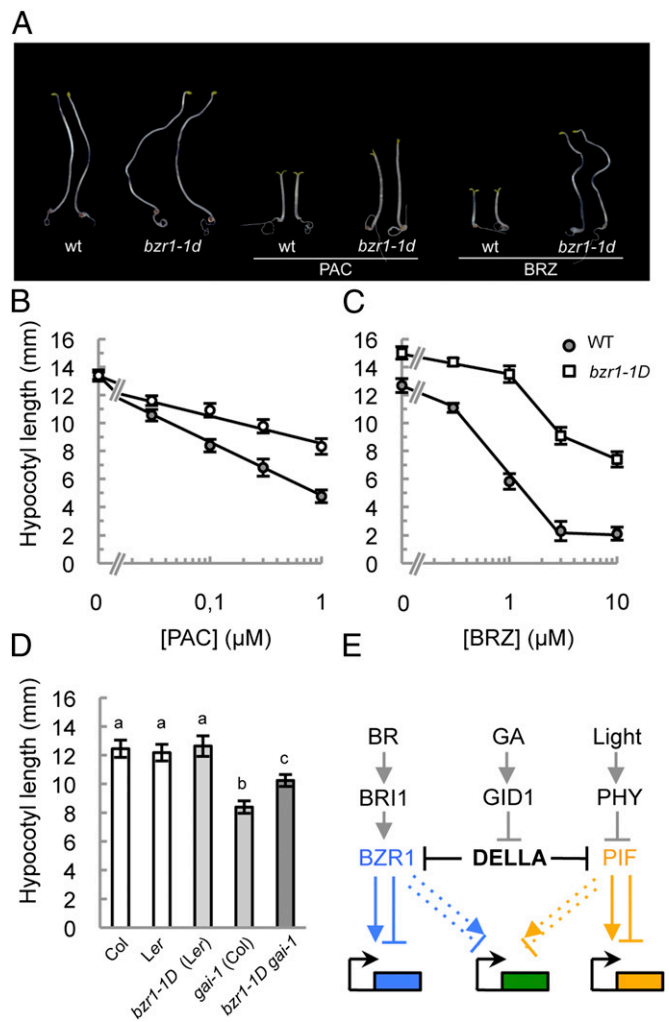 A
wt bzr1-1d wt bzr1-1d wt bzr1-1d
PAC BRZ
B
Hypocotyl length (mm)
16
14
12
10
8
6
4
2
0
0 0,1 1
[PAC] (µM)
C
16
14
12
10
8
6
4
2
0
0 1 10
[BRZ] (µM)
WT
bzr1-1D
D
Hypocotyl length (mm)
16
14
12
10
8
6
4
2
0
a a a b c
Col Ler bzr1-1D (Ler) gai-1 (Col) bzr1-1D gai-1
E
BR GA Light
BRI1 GID1 PHY
BZR1 DELLA PIF